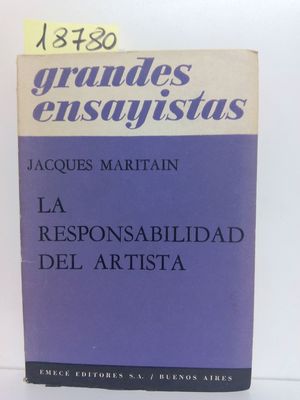 18780
grandes
ensayistas
JACQUES MARITAIN
LA
RESPONSABILIDAD
DEL ARTISTA
EMECÉ EDITORES S.A. / BUENOS AIRES